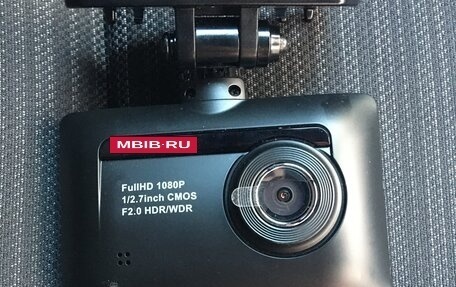 MBIB·RU
FullHD 1080P
1/2.7inch CMOS
F2.0 HDR/WDR